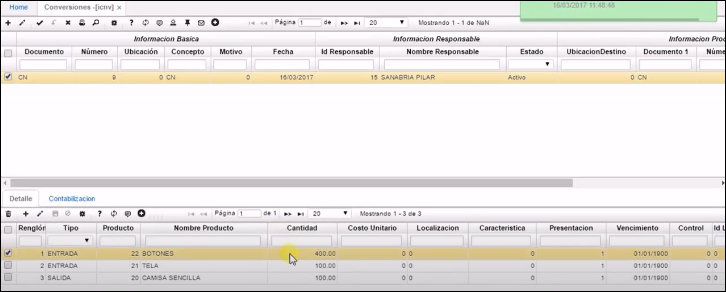 Home Conversiones -[icnv] x
16/03/2017 11:48:48
Página 1 de 20 Mostrando 1 - 1 de NaN
Informacion Basica Informacion Responsable Informacion Proc
Documento Número Ubicación Concepto Motivo Fecha Id Responsable Nombre Responsable Estado UbicacionDestino Documento 1 Núme
CN 9 0 CN 0 16/03/2017 15 SANABRIA PILAR Activo 0 CN
Detalle Contabilizacion
Página 1 de 1 20 Mostrando 1 - 3 de 3
Renglón Tipo Producto Nombre Producto Cantidad Costo Unitario Localizacion Caracteristica Presentacion Vencimiento Control Id L
1 ENTRADA 22 BOTONES 400.00 0 0 1 01/01/1900 0 0
2 ENTRADA 21 TELA 100.00 0 0 1 01/01/1900 0 0
3 SALIDA 20 CAMISA SENCILLA 100.00 0 0 1 01/01/1900 0 0